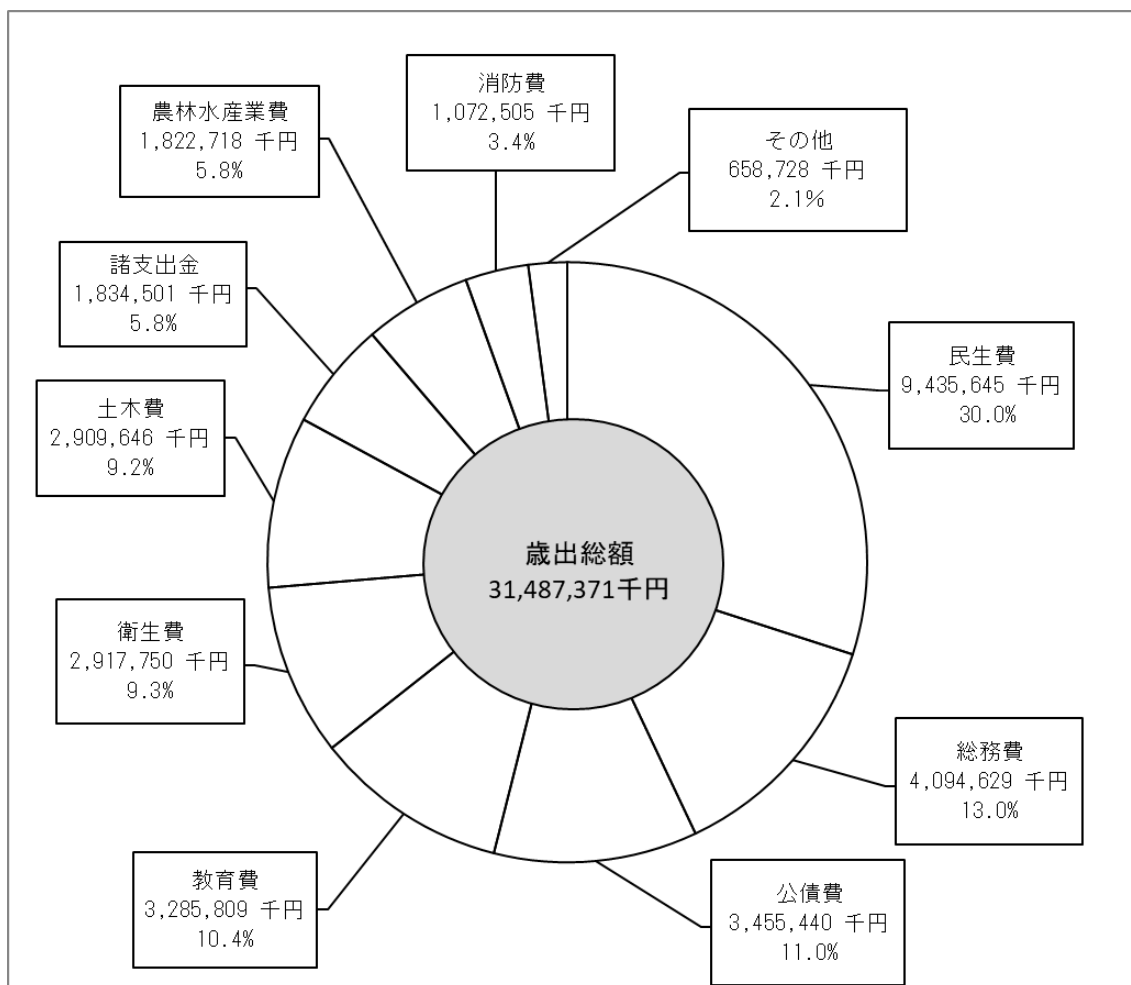 消防費
1,072,505 千円
3.4%
農林水産業費
1,822,718 千円
5.8%
その他
658,728 千円
2.1%
諸支出金
1,834,501 千円
5.8%
民生費
9,435,645 千円
30.0%
土木費
2,909,646 千円
9.2%
歳出総額
31,487,371千円
衛生費
2,917,750 千円
9.3%
総務費
4,094,629 千円
13.0%
教育費
3,285,809 千円
10.4%
公債費
3,455,440 千円
11.0%